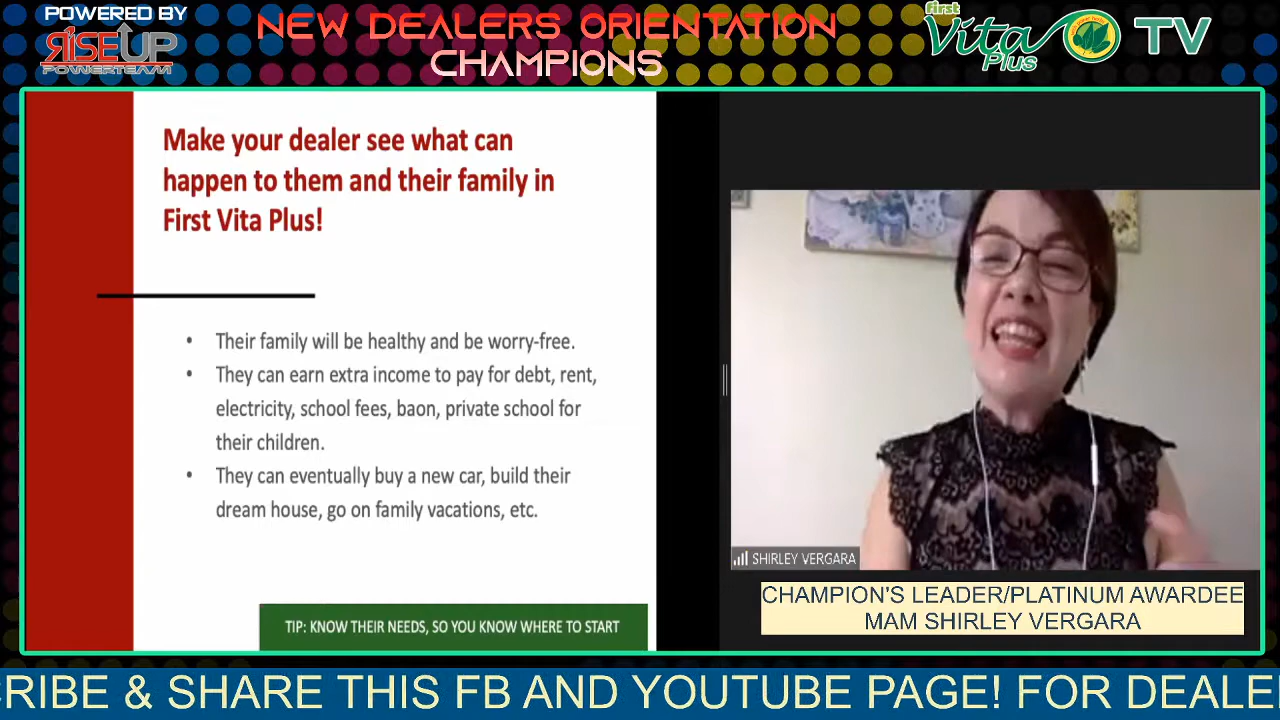 POWERED BY
RISEUP
POWERTEAM
NEW DEALERS ORIENTATION
CHAMPIONS
first
Vita
Plus
TV
Make your dealer see what can
happen to them and their family in
First Vita Plus!
• Their family will be healthy and be worry-free.
• They can earn extra income to pay for debt, rent,
electricity, school fees, baon, private school for
their children.
• They can eventually buy a new car, build their
dream house, go on family vacations, etc.
TIP: KNOW THEIR NEEDS, SO YOU KNOW WHERE TO START
SHIRLEY VERGARA
CHAMPION'S LEADER/PLATINUM AWARDEE
MAM SHIRLEY VERGARA
CRIBE & SHARE THIS FB AND YOUTUBE PAGE! FOR DEALE